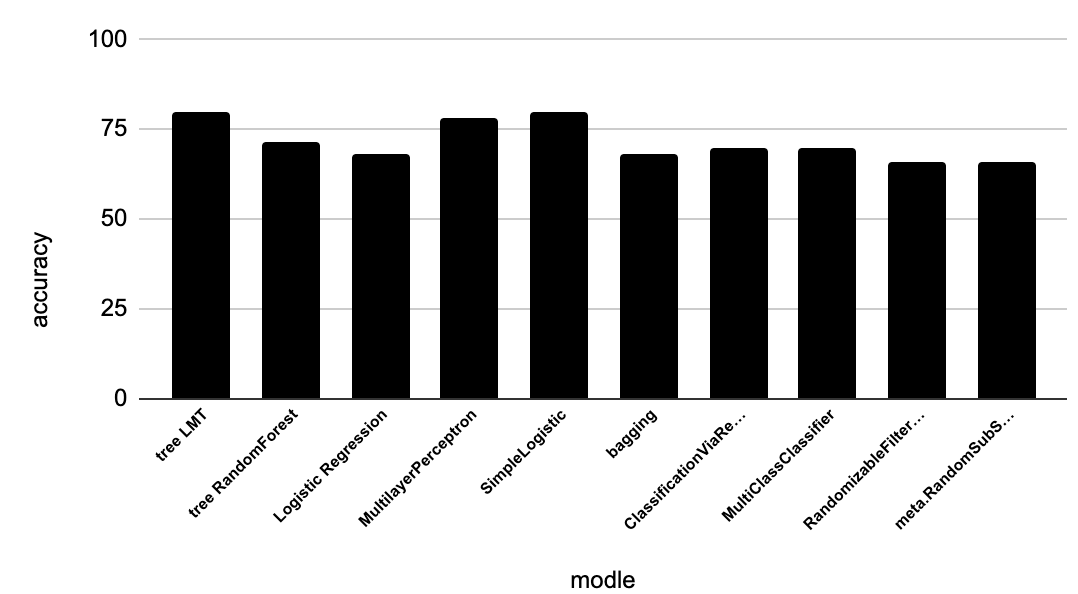 100
75
50
25
0
accuracy
tree LMT
tree RandomForest
Logistic Regression
MultilayerPerceptron
SimpleLogistic
bagging
ClassificationViaRe…
MultiClassClassifier
RandomizableFilter…
meta.RandomSubS…
modle